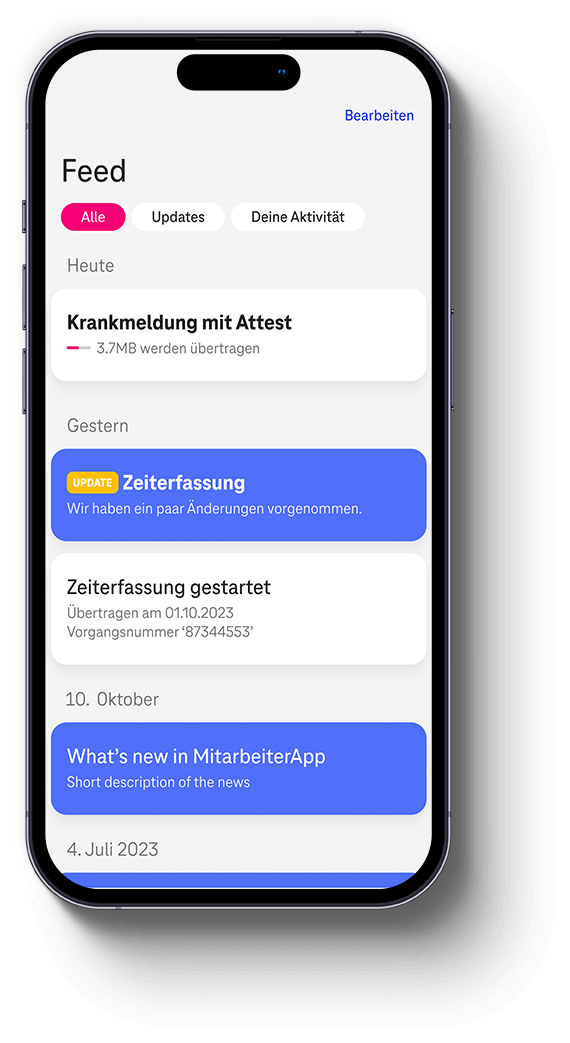 Bearbeiten
Feed
Alle
Updates
Deine Aktivität
Heute
Krankmeldung mit Attest
3.7MB werden übertragen
Gestern
UPDATE Zeiterfassung
Wir haben ein paar Änderungen vorgenommen.
Zeiterfassung gestartet
Übertragen am 01.10.2023
Vorgangsnummer ‘87344553’
10. Oktober
What’s new in MitarbeiterApp
Short description of the news
4. Juli 2023